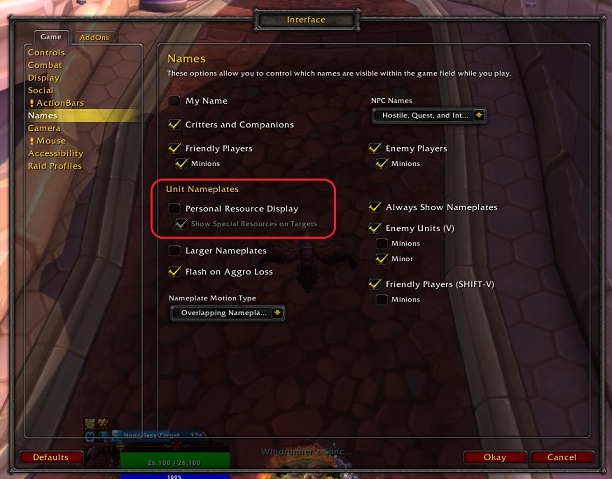 Interface
Game
AddOns
Controls
Combat
Display
Social
ActionBars
Names
Camera
Mouse
Accessibility
Raid Profiles
Names
These options allow you to control which names are visible within the game field while you play.
My Name
NPC Names
Hostile, Quest, and Int...
Critters and Companions
Friendly Players
Minions
Enemy Players
Minions
Unit Nameplates
Personal Resource Display
Show Special Resources on Targets
Always Show Nameplates
Enemy Units (V)
Minions
Minor
Larger Nameplates
Flash on Aggro Loss
Friendly Players (SHIFT-V)
Minions
Nameplate Motion Type
Overlapping Namepla...
26,100 / 26,100
100%
Defaults
Okay
Cancel